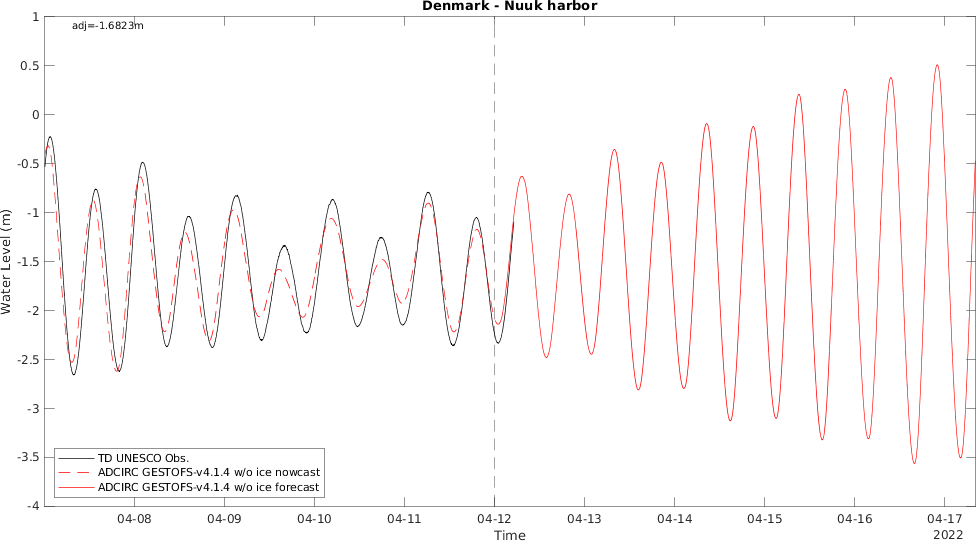 Denmark - Nuuk harbor
adj=-1.6823m
1
0.5
0
-0.5
-1
-1.5
-2
-2.5
-3
-3.5
-4
Water Level (m)
TD UNESCO Obs.
ADCIRC GESTOFS-v4.1.4 w/o ice nowcast
ADCIRC GESTOFS-v4.1.4 w/o ice forecast
04-08 04-09 04-10 04-11 04-12 04-13 04-14 04-15 04-16 04-17
Time
2022